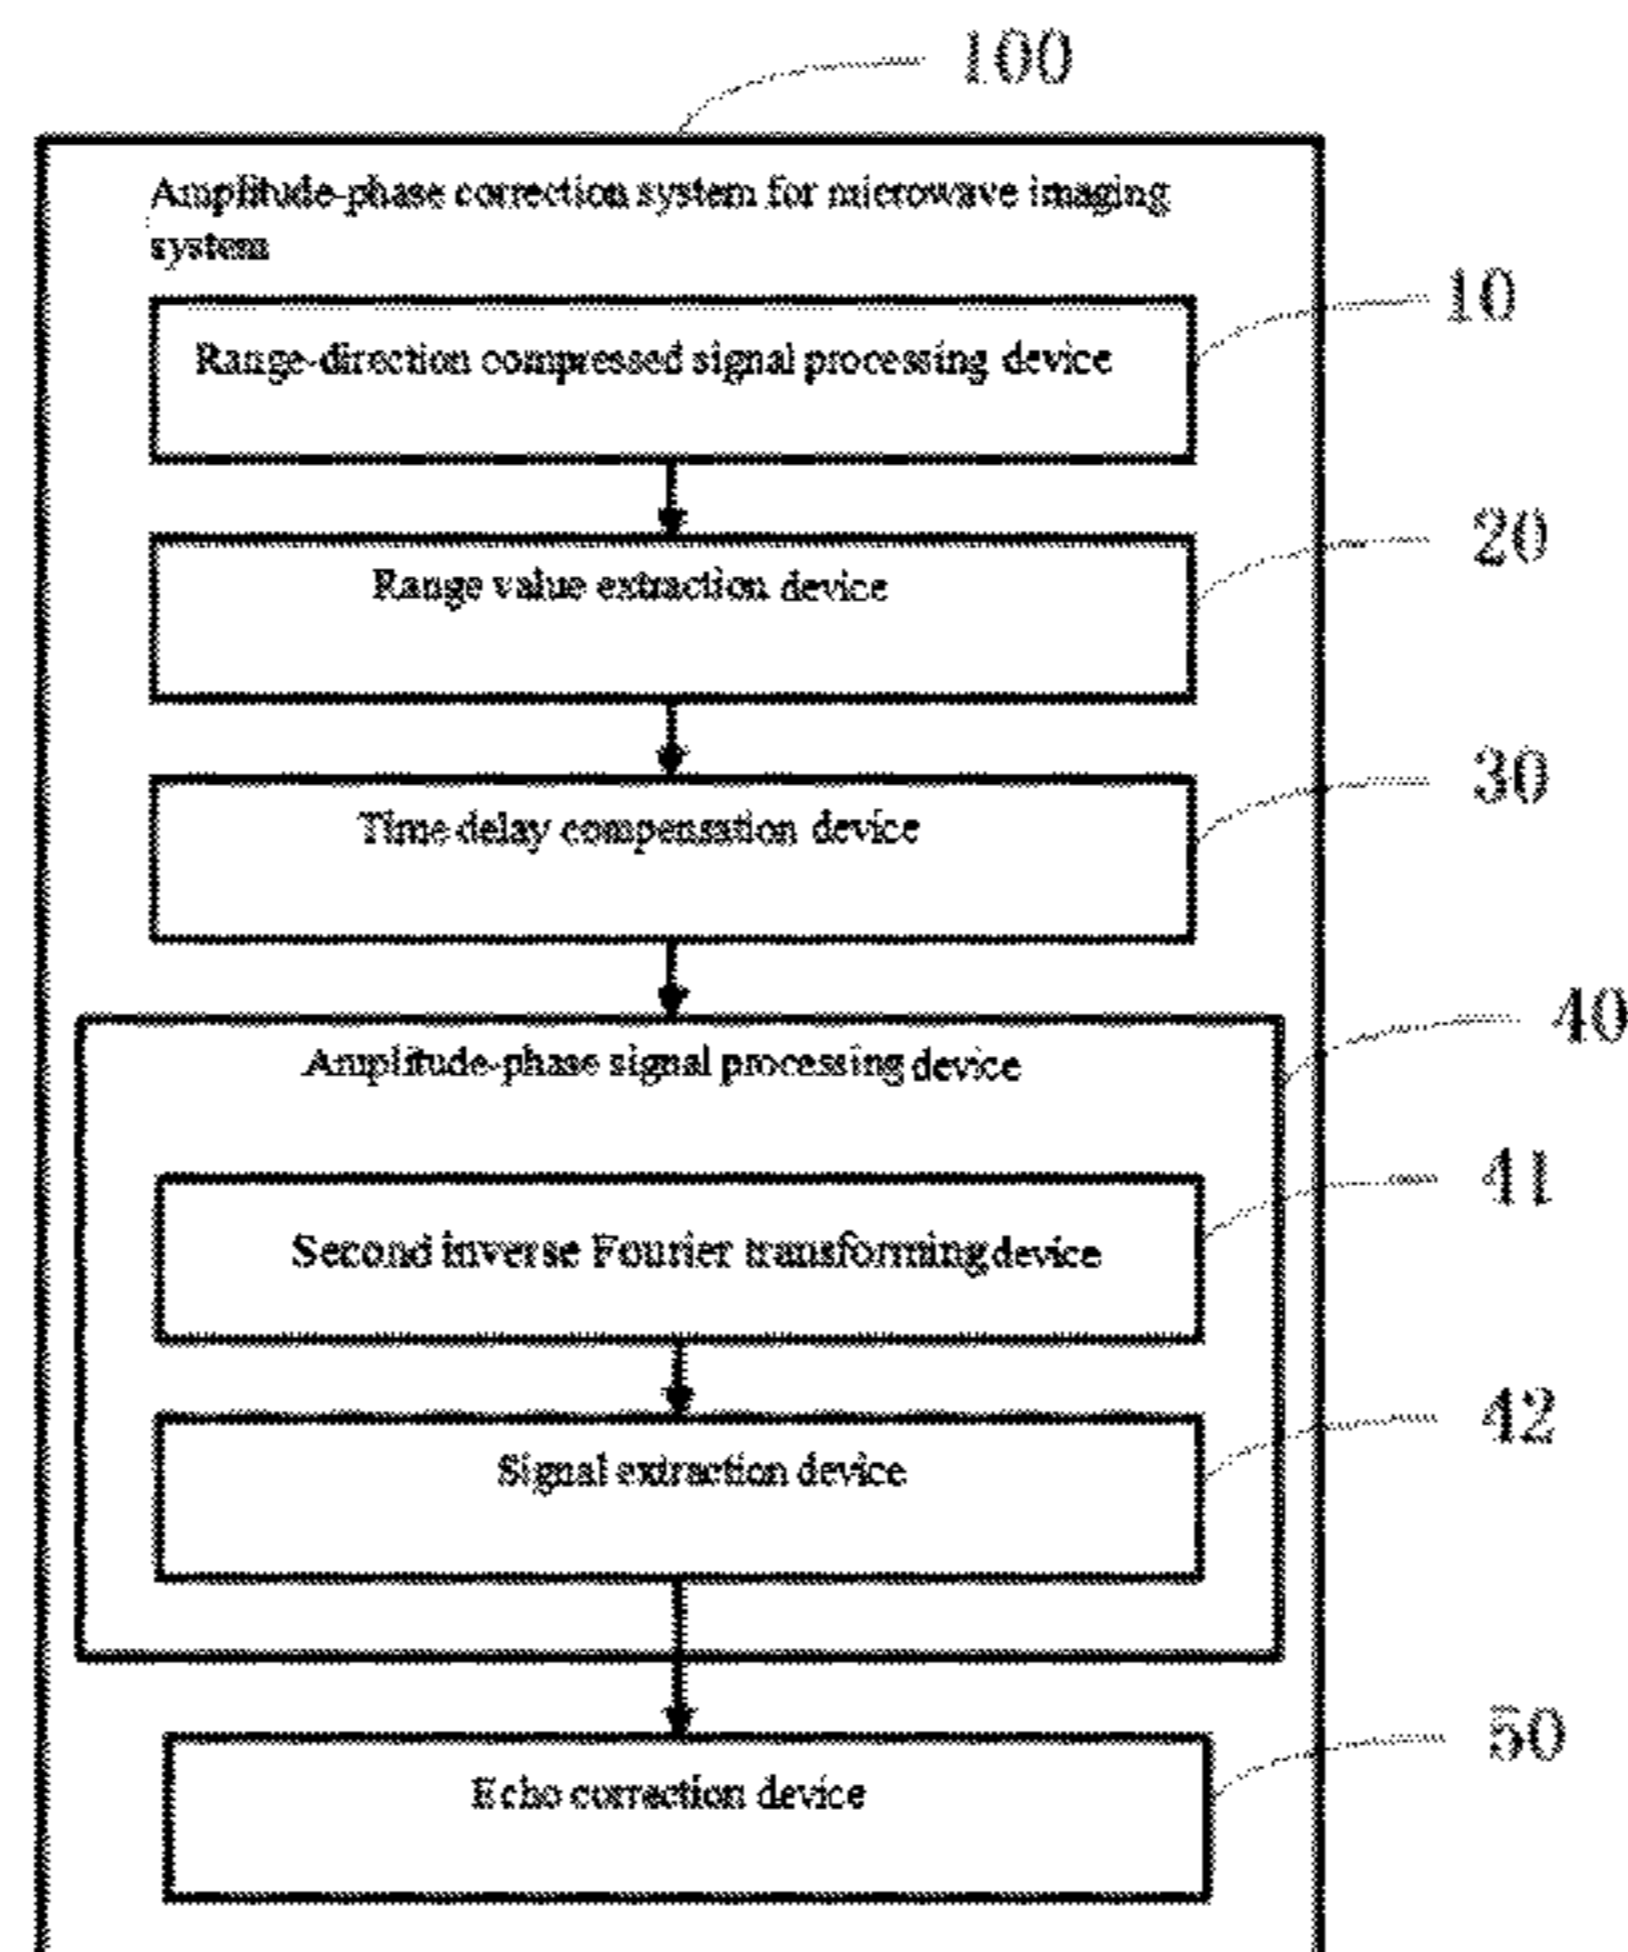 100
Amplitude-phase correction system for microwave imaging
system
10
Range-direction compressed signal processing device
20
Range value extraction device
30
Time delay compensation device
40
Amplitude-phase signal processing device
41
Second inverse Fourier transforming device
42
Signal extraction device
50
Echo correction device